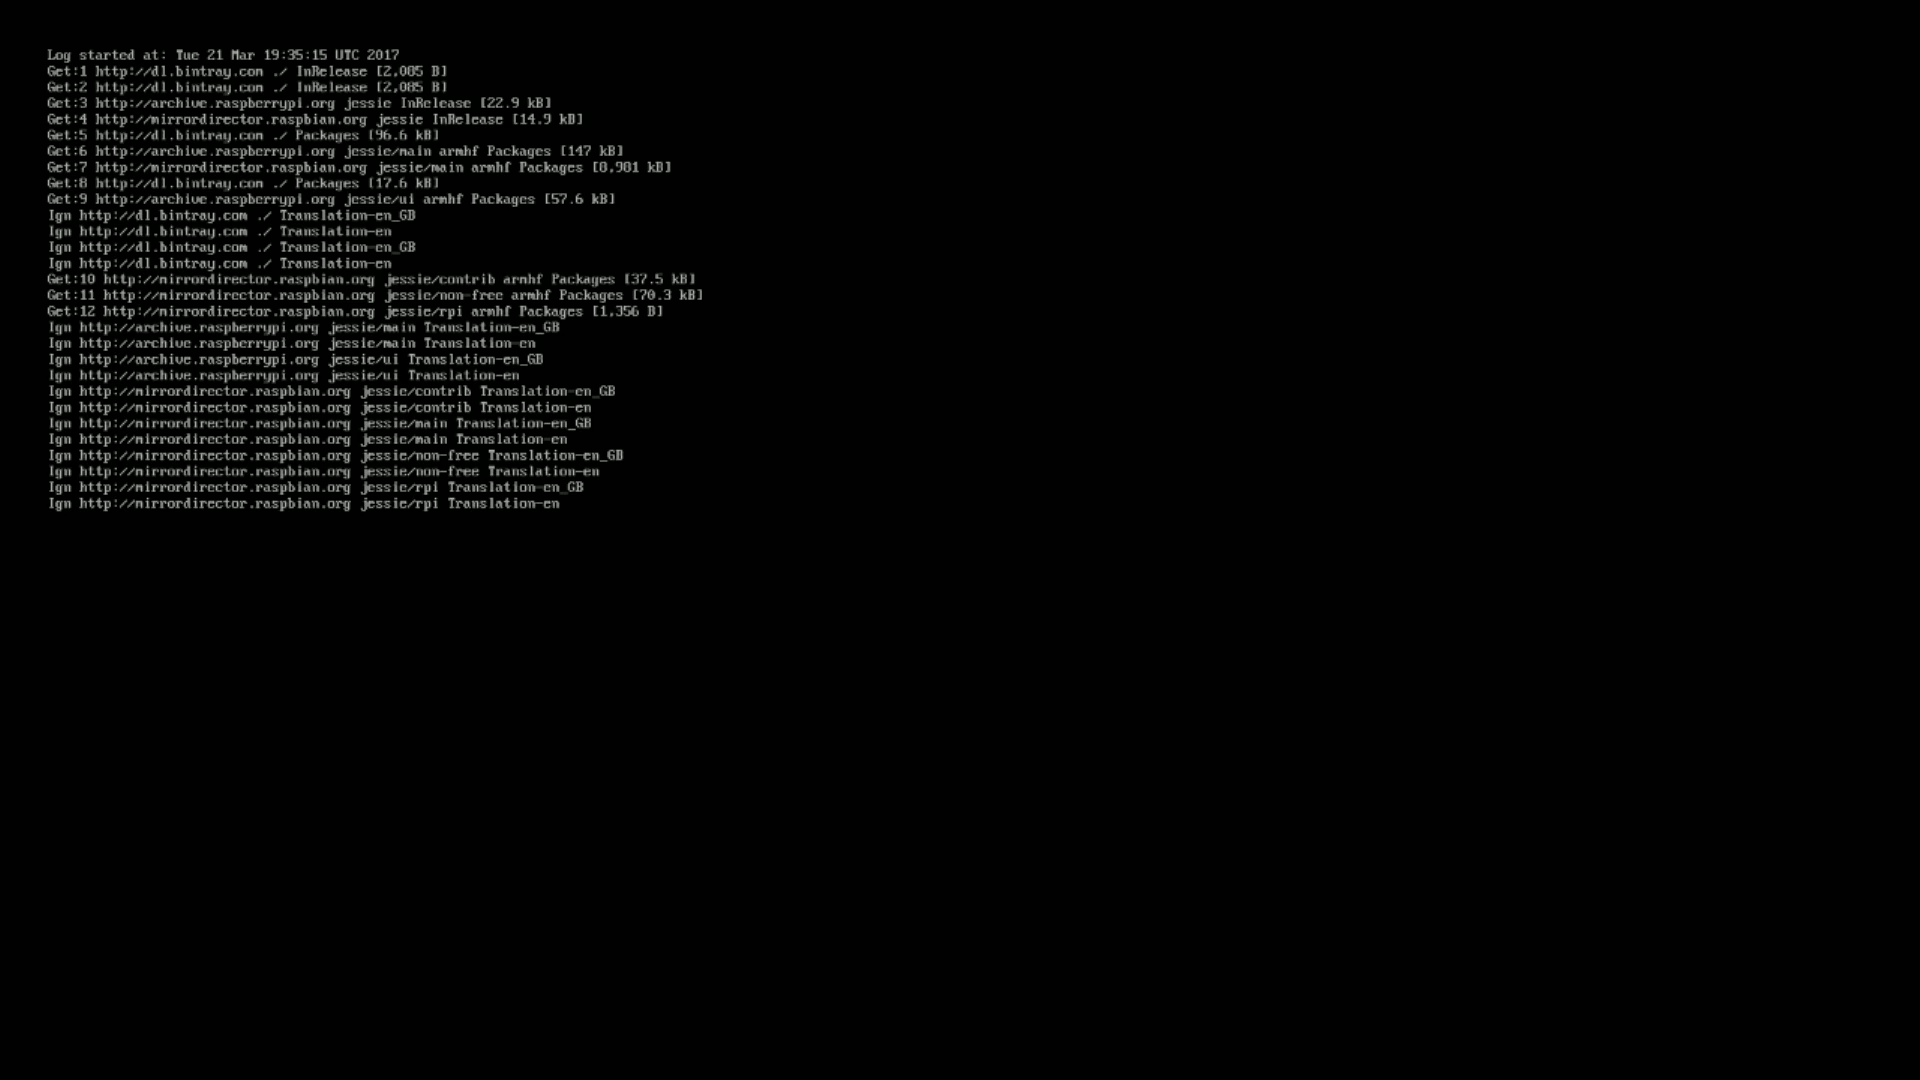 Log started at: Tue 21 Mar 19:35:15 UTC 2017
Get:1 http://dl.bintray.com ./ InRelease [2,085 B]
Get:2 http://dl.bintray.com ./ InRelease [2,085 B]
Get:3 http://archive.raspberrypi.org jessie InRelease [22.9 kB]
Get:4 http://mirrordirector.raspbian.org jessie InRelease [14.9 kB]
Get:5 http://dl.bintray.com ./ Packages [96.6 kB]
Get:6 http://archive.raspberrypi.org jessie/main armhf Packages [147 kB]
Get:7 http://mirrordirector.raspbian.org jessie/main armhf Packages [8,981 kB]
Get:8 http://dl.bintray.com ./ Packages [17.6 kB]
Get:9 http://archive.raspberrypi.org jessie/ui armhf Packages [57.6 kB]
Ign http://dl.bintray.com ./ Translation-en_GB
Ign http://dl.bintray.com ./ Translation-en
Ign http://dl.bintray.com ./ Translation-en_GB
Ign http://dl.bintray.com ./ Translation-en
Get:10 http://mirrordirector.raspbian.org jessie/contrib armhf Packages [37.5 kB]
Get:11 http://mirrordirector.raspbian.org jessie/non-free armhf Packages [70.3 kB]
Get:12 http://mirrordirector.raspbian.org jessie/rpi armhf Packages [1,356 B]
Ign http://archive.raspberrypi.org jessie/main Translation-en_GB
Ign http://archive.raspberrypi.org jessie/main Translation-en
Ign http://archive.raspberrypi.org jessie/ui Translation-en_GB
Ign http://archive.raspberrypi.org jessie/ui Translation-en
Ign http://mirrordirector.raspbian.org jessie/contrib Translation-en_GB
Ign http://mirrordirector.raspbian.org jessie/contrib Translation-en
Ign http://mirrordirector.raspbian.org jessie/main Translation-en_GB
Ign http://mirrordirector.raspbian.org jessie/main Translation-en
Ign http://mirrordirector.raspbian.org jessie/non-free Translation-en_GB
Ign http://mirrordirector.raspbian.org jessie/non-free Translation-en
Ign http://mirrordirector.raspbian.org jessie/rpi Translation-en_GB
Ign http://mirrordirector.raspbian.org jessie/rpi Translation-en